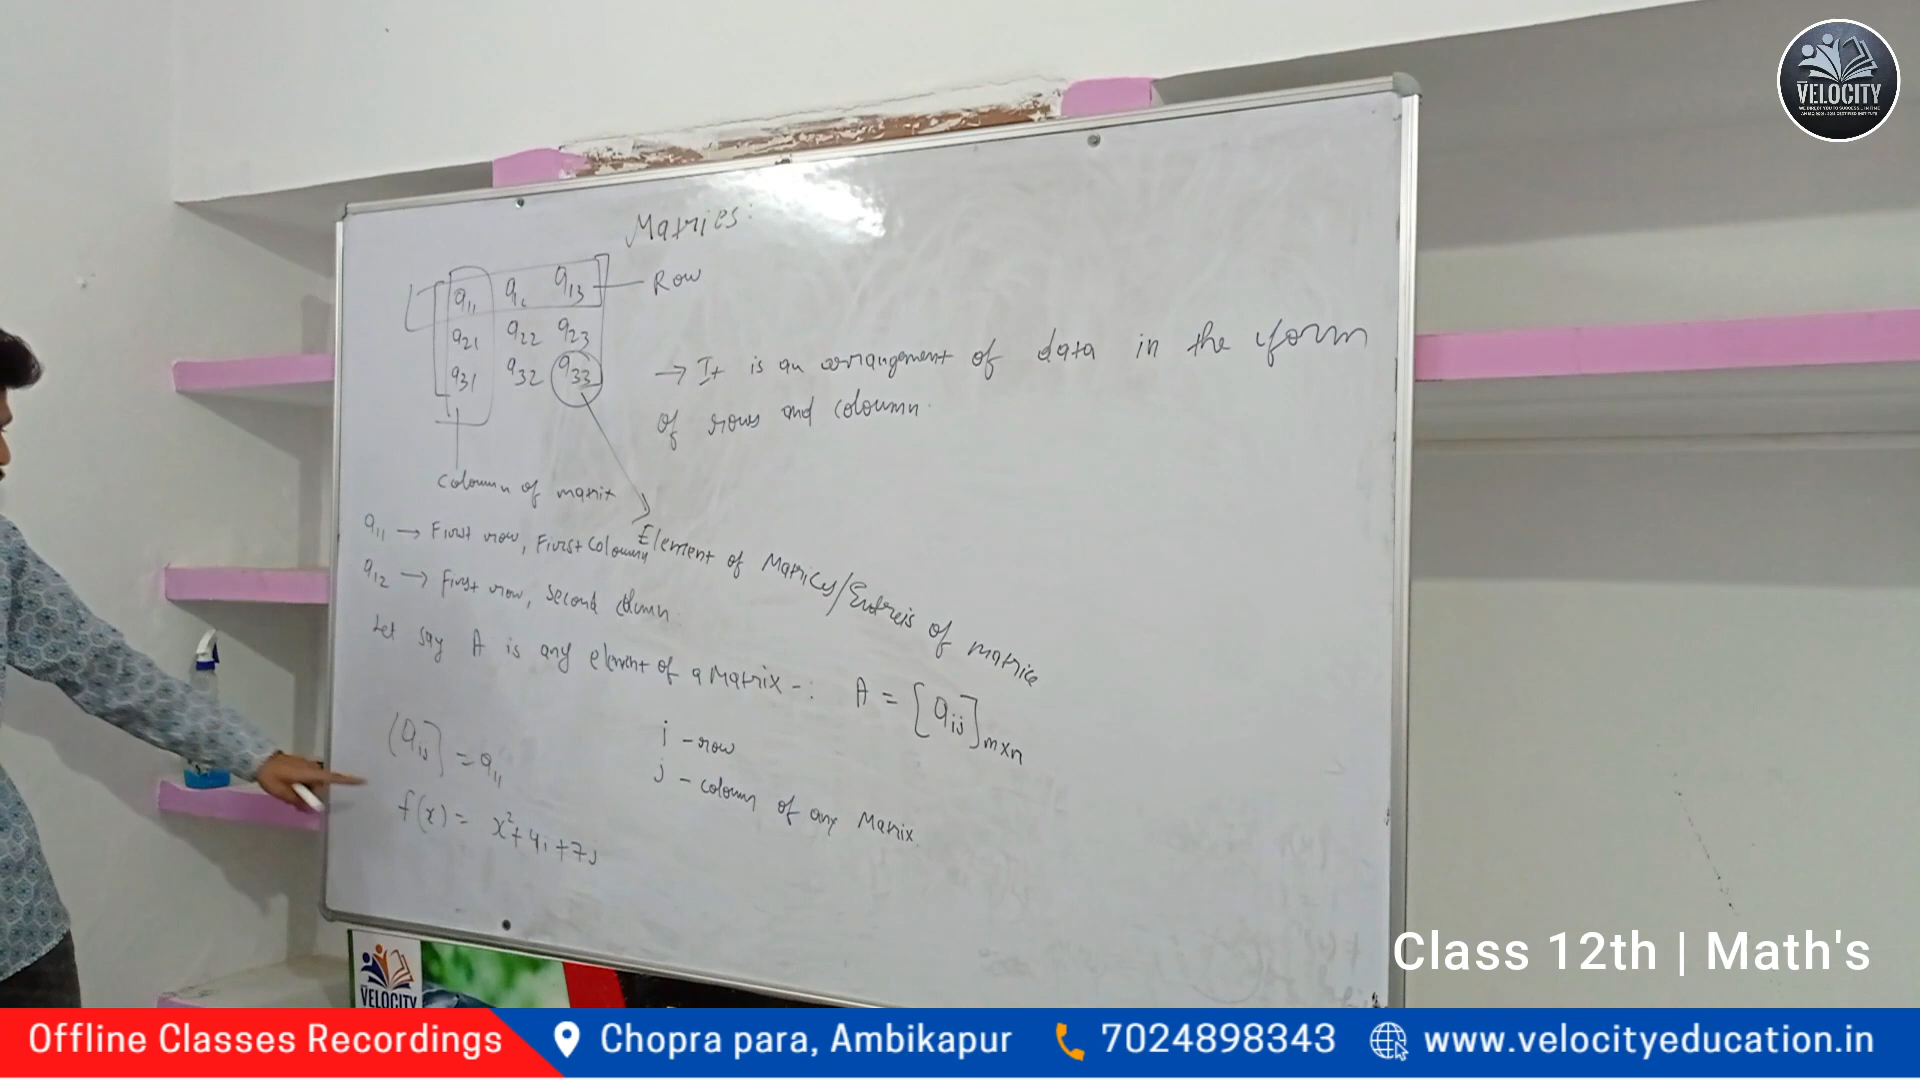 VELOCITY
Matries:
a11 a1 a13 Row
a21 a22 a23
a31 a32 a33
→ It is an arrangement of data in the form
of rows and coloumn.
Coloumn of matrix
Element of Matrices/Entreis of matrice
a11 → First row, First Coloumn
a12 → First row, Second Column.
Let say A is any element of a Matrix -: A = [aij]m×n
[aij] = a11
i - row
j - coloumn of any Matrix.
f(x) = x²+4i+7j
VELOCITY
Class 12th | Math's
Offline Classes Recordings Chopra para, Ambikapur 7024898343 www.velocityeducation.in